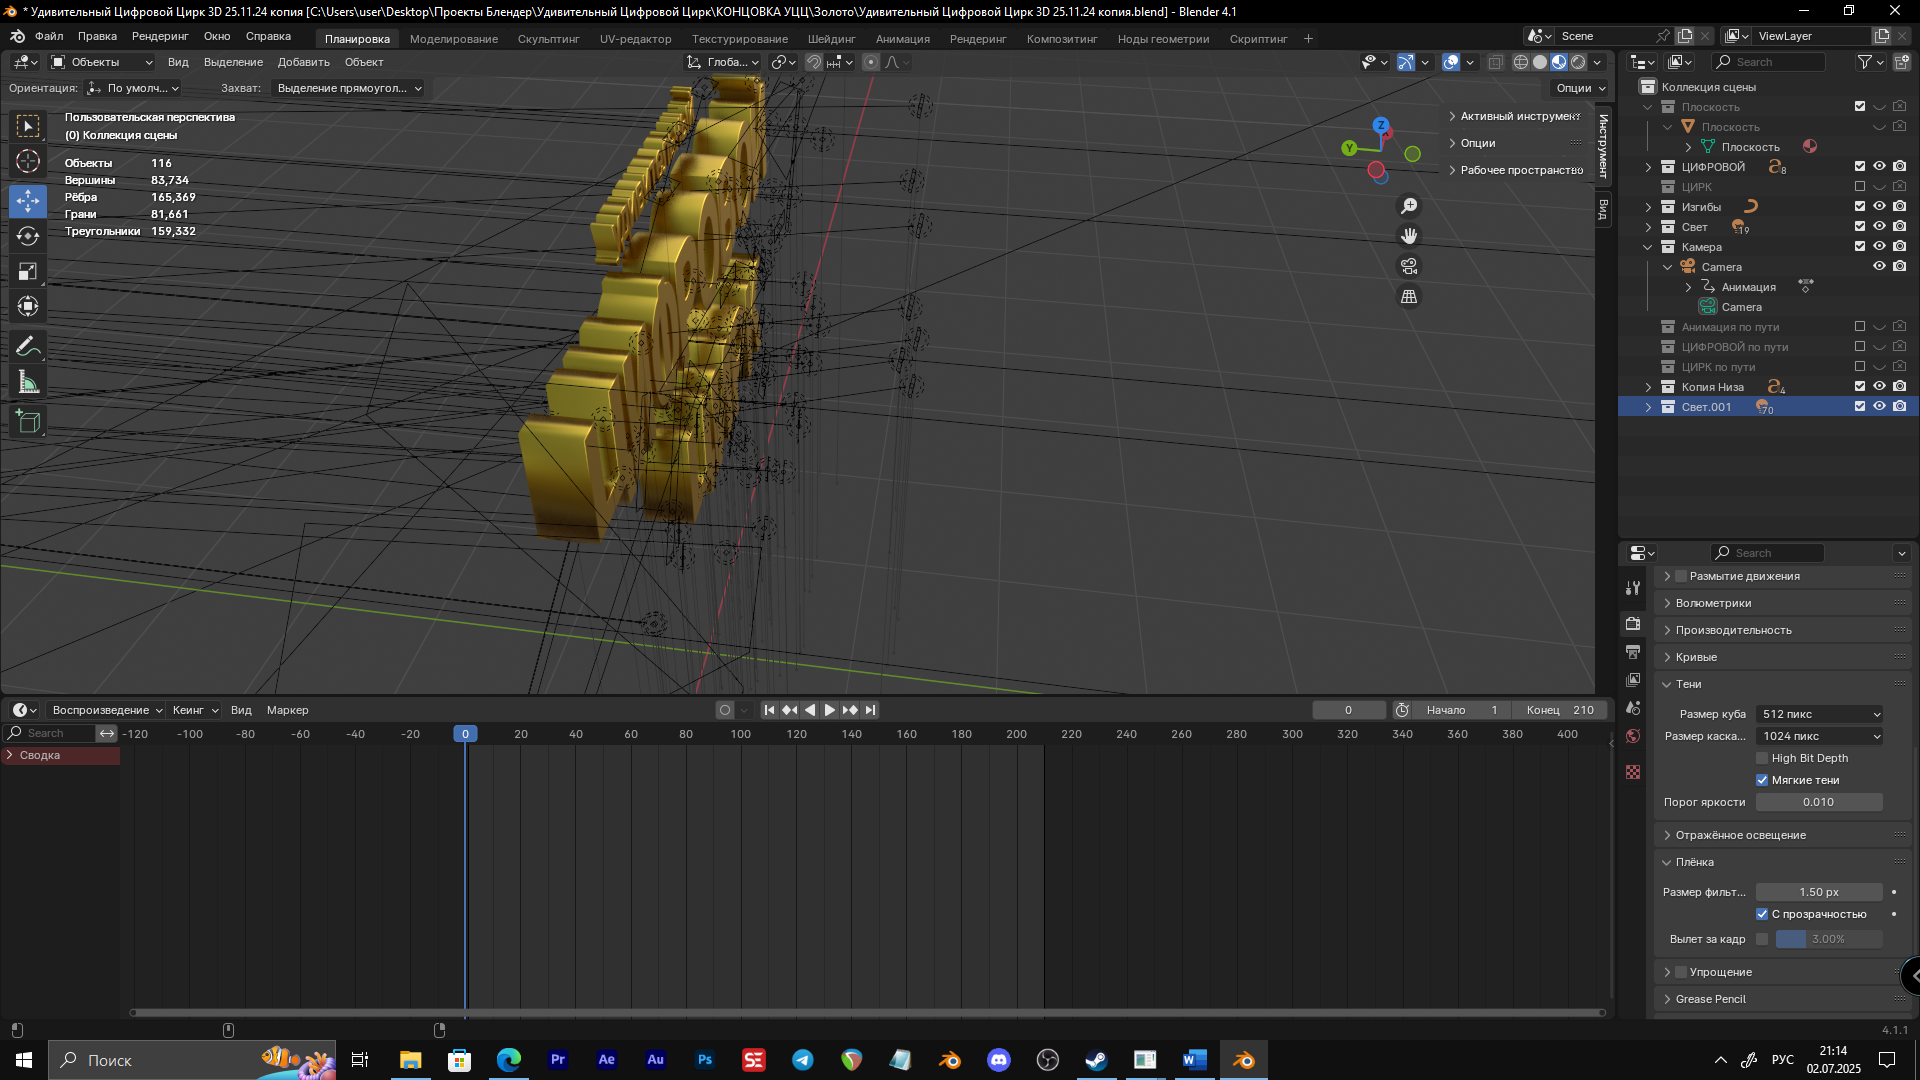 * Удивительный Цифровой Цирк 3D 25.11.24 копия [C:\Users\user\Desktop\Проекты Блендер\Удивительный Цифровой Цирк\КОНЦОВКА УЦЦ\Золото\Удивительный Цифровой Цирк 3D 25.11.24 копия.blend] - Blender 4.1
Файл Правка Рендеринг Окно Справка Планировка Моделирование Скульптинг UV-редактор Текстурирование Шейдинг Анимация Рендеринг Композитинг Ноды геометрии Скриптинг + Scene ViewLayer
Объекты Вид Выделение Добавить Объект Глоба... Search
Ориентация: По умолч... Захват: Выделение прямоугол... Опции
Пользовательская перспектива
(0) Коллекция сцены
Объекты 116
Вершины 83,734
Рёбра 165,369
Грани 81,661
Треугольники 159,332
Z
Y
Активный инструмент
Опции
Рабочее пространство
Инструмент
Вид
Коллекция сцены
Плоскость
Плоскость
Плоскость
ЦИФРОВОЙ 8
ЦИРК
Изгибы
Свет 19
Камера
Camera
Анимация
Camera
Анимация по пути
ЦИФРОВОЙ по пути
ЦИРК по пути
Копия Низа 4
Свет.001 70
Search
Размытие движения
Волюметрики
Производительность
Кривые
Тени
Размер куба 512 пикс
Размер каска... 1024 пикс
High Bit Depth
Мягкие тени
Порог яркости 0.010
Отражённое освещение
Плёнка
Размер фильт... 1.50 px
С прозрачностью
Вылет за кадр 3.00%
Упрощение
Grease Pencil
Воспроизведение Кеинг Вид Маркер 0 Начало 1 Конец 210
Search -120 -100 -80 -60 -40 -20 0 20 40 60 80 100 120 140 160 180 200 220 240 260 280 300 320 340 360 380 400
Сводка
4.1.1
Поиск Pr Ae Au Ps SE W РУС 21:14
02.07.2025